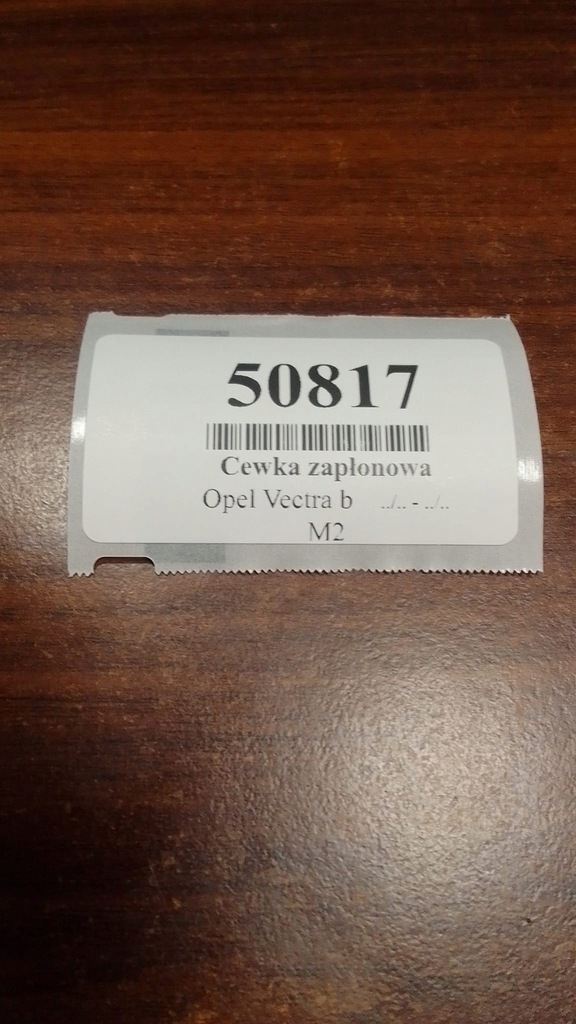 50817
Cewka zapłonowa
Opel Vectra b ../.. - ../..
M2